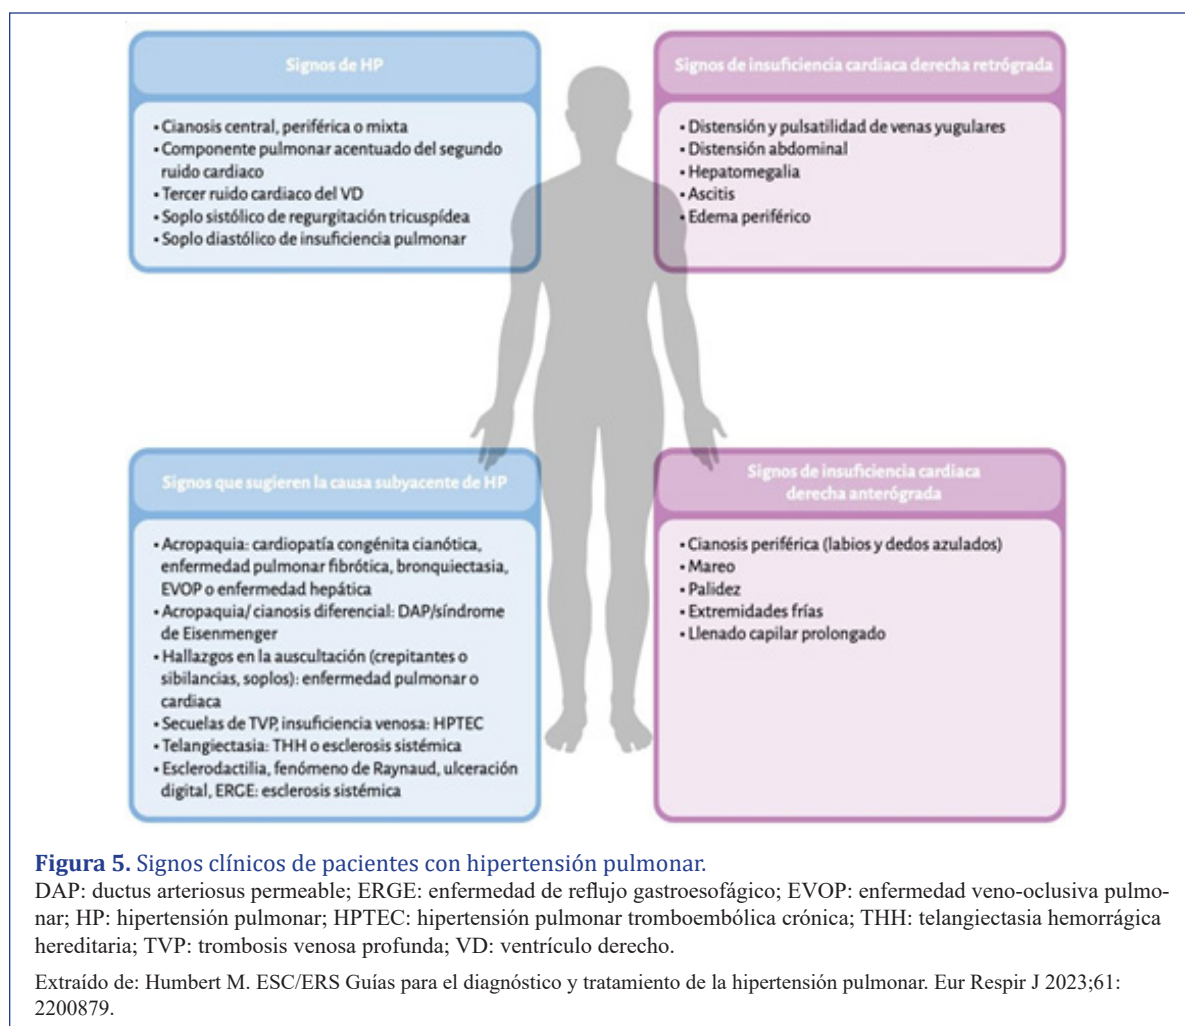 Signos de HP
• Cianosis central, periférica o mixta
• Componente pulmonar acentuado del segundo
ruido cardiaco
• Tercer ruido cardiaco del VD
• Soplo sistólico de regurgitación tricuspídea
• Soplo diastólico de insuficiencia pulmonar
Signos de insuficiencia cardiaca derecha retrógrada
• Distensión y pulsatilidad de venas yugulares
• Distensión abdominal
• Hepatomegalia
• Ascitis
• Edema periférico
Signos que sugieren la causa subyacente de HP
• Acropaquia: cardiopatía congénita cianótica,
enfermedad pulmonar fibrótica, bronquiectasia,
EVOP o enfermedad hepática
• Acropaquia/ cianosis diferencial: DAP/síndrome
de Eisenmenger
• Hallazgos en la auscultación (crepitantes o
sibilancias, soplos): enfermedad pulmonar o
cardiaca
• Secuelas de TVP, insuficiencia venosa: HPTEC
• Telangiectasia: THH o esclerosis sistémica
• Esclerodactilia, fenómeno de Raynaud, ulceración
digital, ERGE: esclerosis sistémica
Signos de insuficiencia cardiaca
derecha anterógrada
• Cianosis periférica (labios y dedos azulados)
• Mareo
• Palidez
• Extremidades frías
• Llenado capilar prolongado
Figura 5. Signos clínicos de pacientes con hipertensión pulmonar.
DAP: ductus arteriosus permeable; ERGE: enfermedad de reflujo gastroesofágico; EVOP: enfermedad veno-oclusiva pulmo-
nar; HP: hipertensión pulmonar; HPTEC: hipertensión pulmonar tromboembólica crónica; THH: telangiectasia hemorrágica
hereditaria; TVP: trombosis venosa profunda; VD: ventrículo derecho.
Extraído de: Humbert M. ESC/ERS Guías para el diagnóstico y tratamiento de la hipertensión pulmonar. Eur Respir J 2023;61:
2200879.